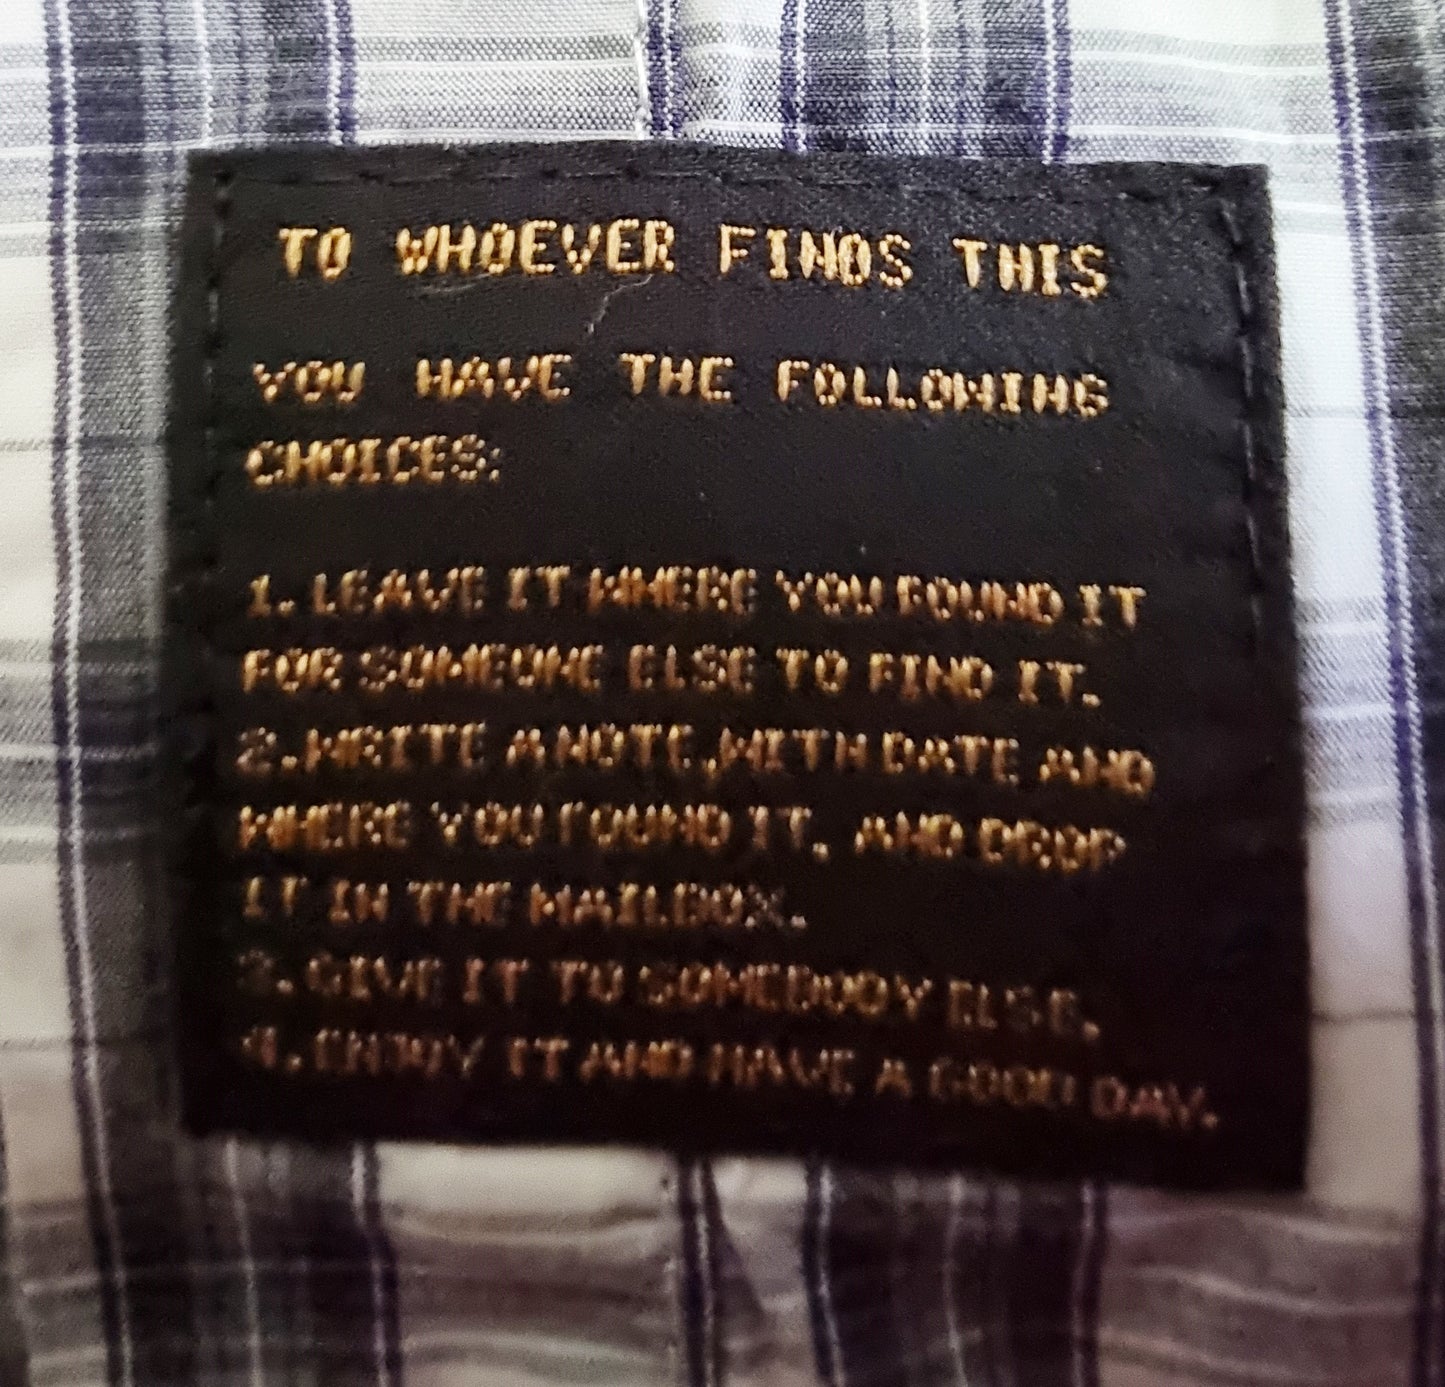 TO WHOEVER FINDS THIS
YOU HAVE THE FOLLOWING
CHOICES:
1. LEAVE IT WHERE YOU FOUND IT
FOR SOMEONE ELSE TO FIND IT.
2. WRITE A NOTE, WITH DATE AND
WHERE YOU FOUND IT, AND DROP
IT IN THE MAILBOX.
3. GIVE IT TO SOMEBODY ELSE.
4. ENJOY IT AND HAVE A GOOD DAY.